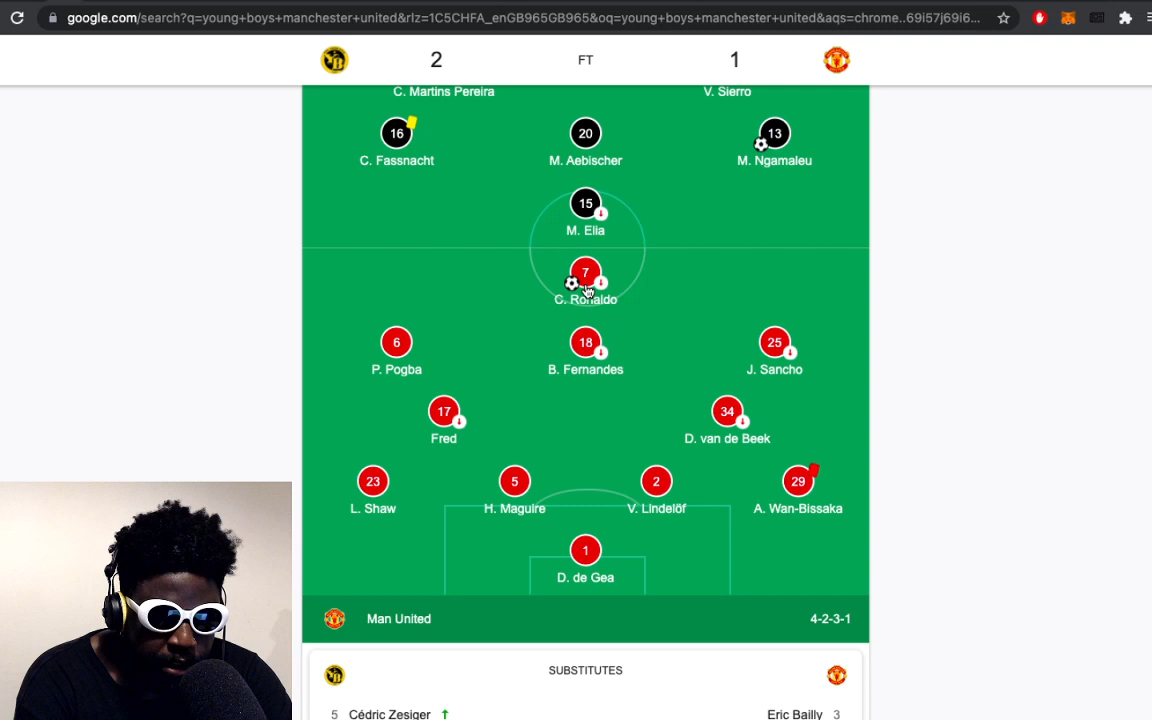 google.com/search?q=young+boys+manchester+united&rlz=1C5CHFA_enGB965GB965&oq=young+boys+manchester+united&aqs=chrome..69i57j69i6...
2 FT 1
C. Martins Pereira V. Sierro
16 20 13
C. Fassnacht M. Aebischer M. Ngamaleu
15
M. Elia
7
C. Ronaldo
6 18 25
P. Pogba B. Fernandes J. Sancho
17 34
Fred D. van de Beek
23 5 2 29
L. Shaw H. Maguire V. Lindelöf A. Wan-Bissaka
1
D. de Gea
Man United 4-2-3-1
SUBSTITUTES
5 Cédric Zesiger Eric Bailly 3